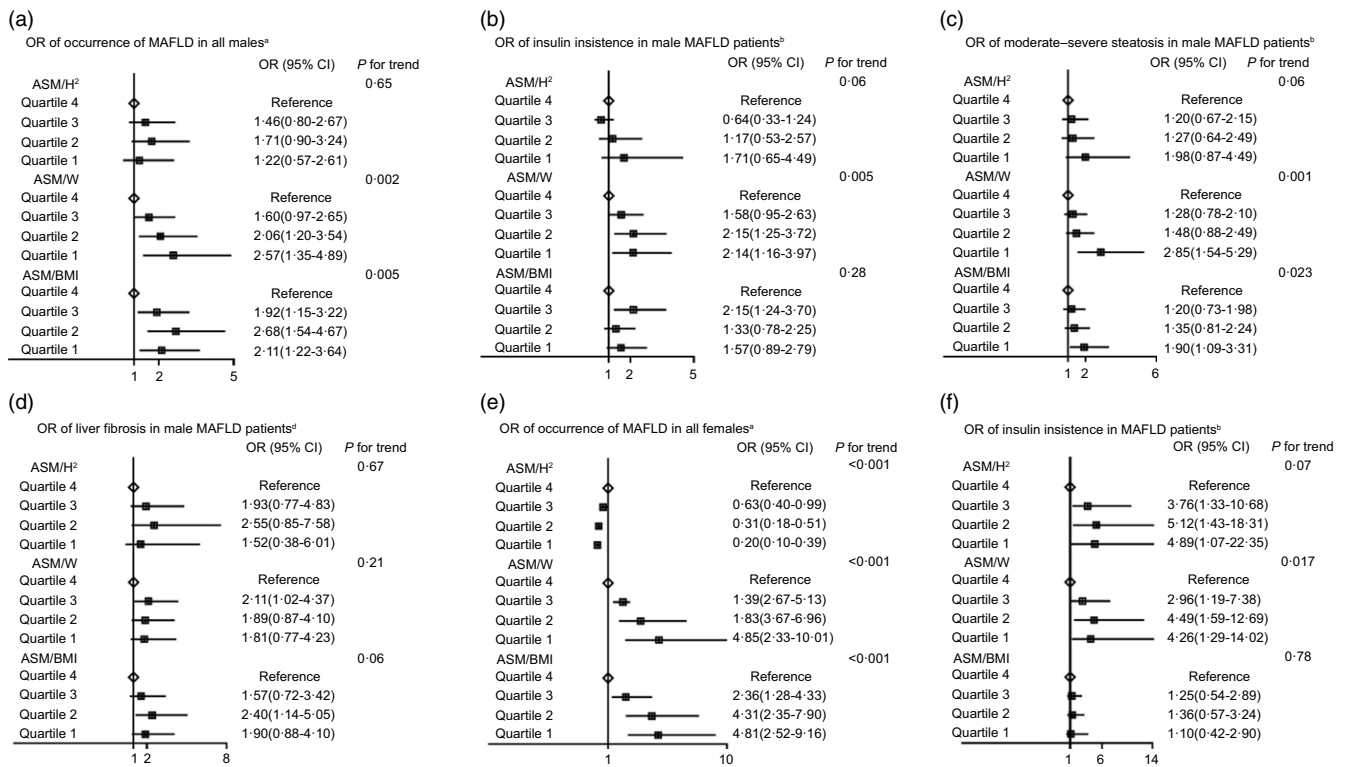 (a)
OR of occurrence of MAFLD in all malesᵃ
OR (95% CI) P for trend
ASM/H² 0·65
Quartile 4 Reference
Quartile 3 1·46(0·80-2·67)
Quartile 2 1·71(0·90-3·24)
Quartile 1 1·22(0·57-2·61)
ASM/W 0·002
Quartile 4 Reference
Quartile 3 1·60(0·97-2·65)
Quartile 2 2·06(1·20-3·54)
Quartile 1 2·57(1·35-4·89)
ASM/BMI 0·005
Quartile 4 Reference
Quartile 3 1·92(1·15-3·22)
Quartile 2 2·68(1·54-4·67)
Quartile 1 2·11(1·22-3·64)
1 2 5
(b)
OR of insulin insistence in male MAFLD patientsᵇ
OR (95% CI) P for trend
ASM/H² 0·06
Quartile 4 Reference
Quartile 3 0·64(0·33-1·24)
Quartile 2 1·17(0·53-2·57)
Quartile 1 1·71(0·65-4·49)
ASM/W 0·005
Quartile 4 Reference
Quartile 3 1·58(0·95-2·63)
Quartile 2 2·15(1·25-3·72)
Quartile 1 2·14(1·16-3·97)
ASM/BMI 0·28
Quartile 4 Reference
Quartile 3 2·15(1·24-3·70)
Quartile 2 1·33(0·78-2·25)
Quartile 1 1·57(0·89-2·79)
1 2 5
(c)
OR of moderate–severe steatosis in male MAFLD patientsᵇ
OR (95% CI) P for trend
ASM/H² 0·06
Quartile 4 Reference
Quartile 3 1·20(0·67-2·15)
Quartile 2 1·27(0·64-2·49)
Quartile 1 1·98(0·87-4·49)
ASM/W 0·001
Quartile 4 Reference
Quartile 3 1·28(0·78-2·10)
Quartile 2 1·48(0·88-2·49)
Quartile 1 2·85(1·54-5·29)
ASM/BMI 0·023
Quartile 4 Reference
Quartile 3 1·20(0·73-1·98)
Quartile 2 1·35(0·81-2·24)
Quartile 1 1·90(1·09-3·31)
1 2 6
(d)
OR of liver fibrosis in male MAFLD patientsᵈ
OR (95% CI) P for trend
ASM/H² 0·67
Quartile 4 Reference
Quartile 3 1·93(0·77-4·83)
Quartile 2 2·55(0·85-7·58)
Quartile 1 1·52(0·38-6·01)
ASM/W 0·21
Quartile 4 Reference
Quartile 3 2·11(1·02-4·37)
Quartile 2 1·89(0·87-4·10)
Quartile 1 1·81(0·77-4·23)
ASM/BMI 0·06
Quartile 4 Reference
Quartile 3 1·57(0·72-3·42)
Quartile 2 2·40(1·14-5·05)
Quartile 1 1·90(0·88-4·10)
1 2 8
(e)
OR of occurrence of MAFLD in all femalesᵃ
OR (95% CI) P for trend
ASM/H² <0·001
Quartile 4 Reference
Quartile 3 0·63(0·40-0·99)
Quartile 2 0·31(0·18-0·51)
Quartile 1 0·20(0·10-0·39)
ASM/W <0·001
Quartile 4 Reference
Quartile 3 1·39(2·67-5·13)
Quartile 2 1·83(3·67-6·96)
Quartile 1 4·85(2·33-10·01)
ASM/BMI <0·001
Quartile 4 Reference
Quartile 3 2·36(1·28-4·33)
Quartile 2 4·31(2·35-7·90)
Quartile 1 4·81(2·52-9·16)
1 10
(f)
OR of insulin insistence in MAFLD patientsᵇ
OR (95% CI) P for trend
ASM/H² 0·07
Quartile 4 Reference
Quartile 3 3·76(1·33-10·68)
Quartile 2 5·12(1·43-18·31)
Quartile 1 4·89(1·07-22·35)
ASM/W 0·017
Quartile 4 Reference
Quartile 3 2·96(1·19-7·38)
Quartile 2 4·49(1·59-12·69)
Quartile 1 4·26(1·29-14·02)
ASM/BMI 0·78
Quartile 4 Reference
Quartile 3 1·25(0·54-2·89)
Quartile 2 1·36(0·57-3·24)
Quartile 1 1·10(0·42-2·90)
1 6 14